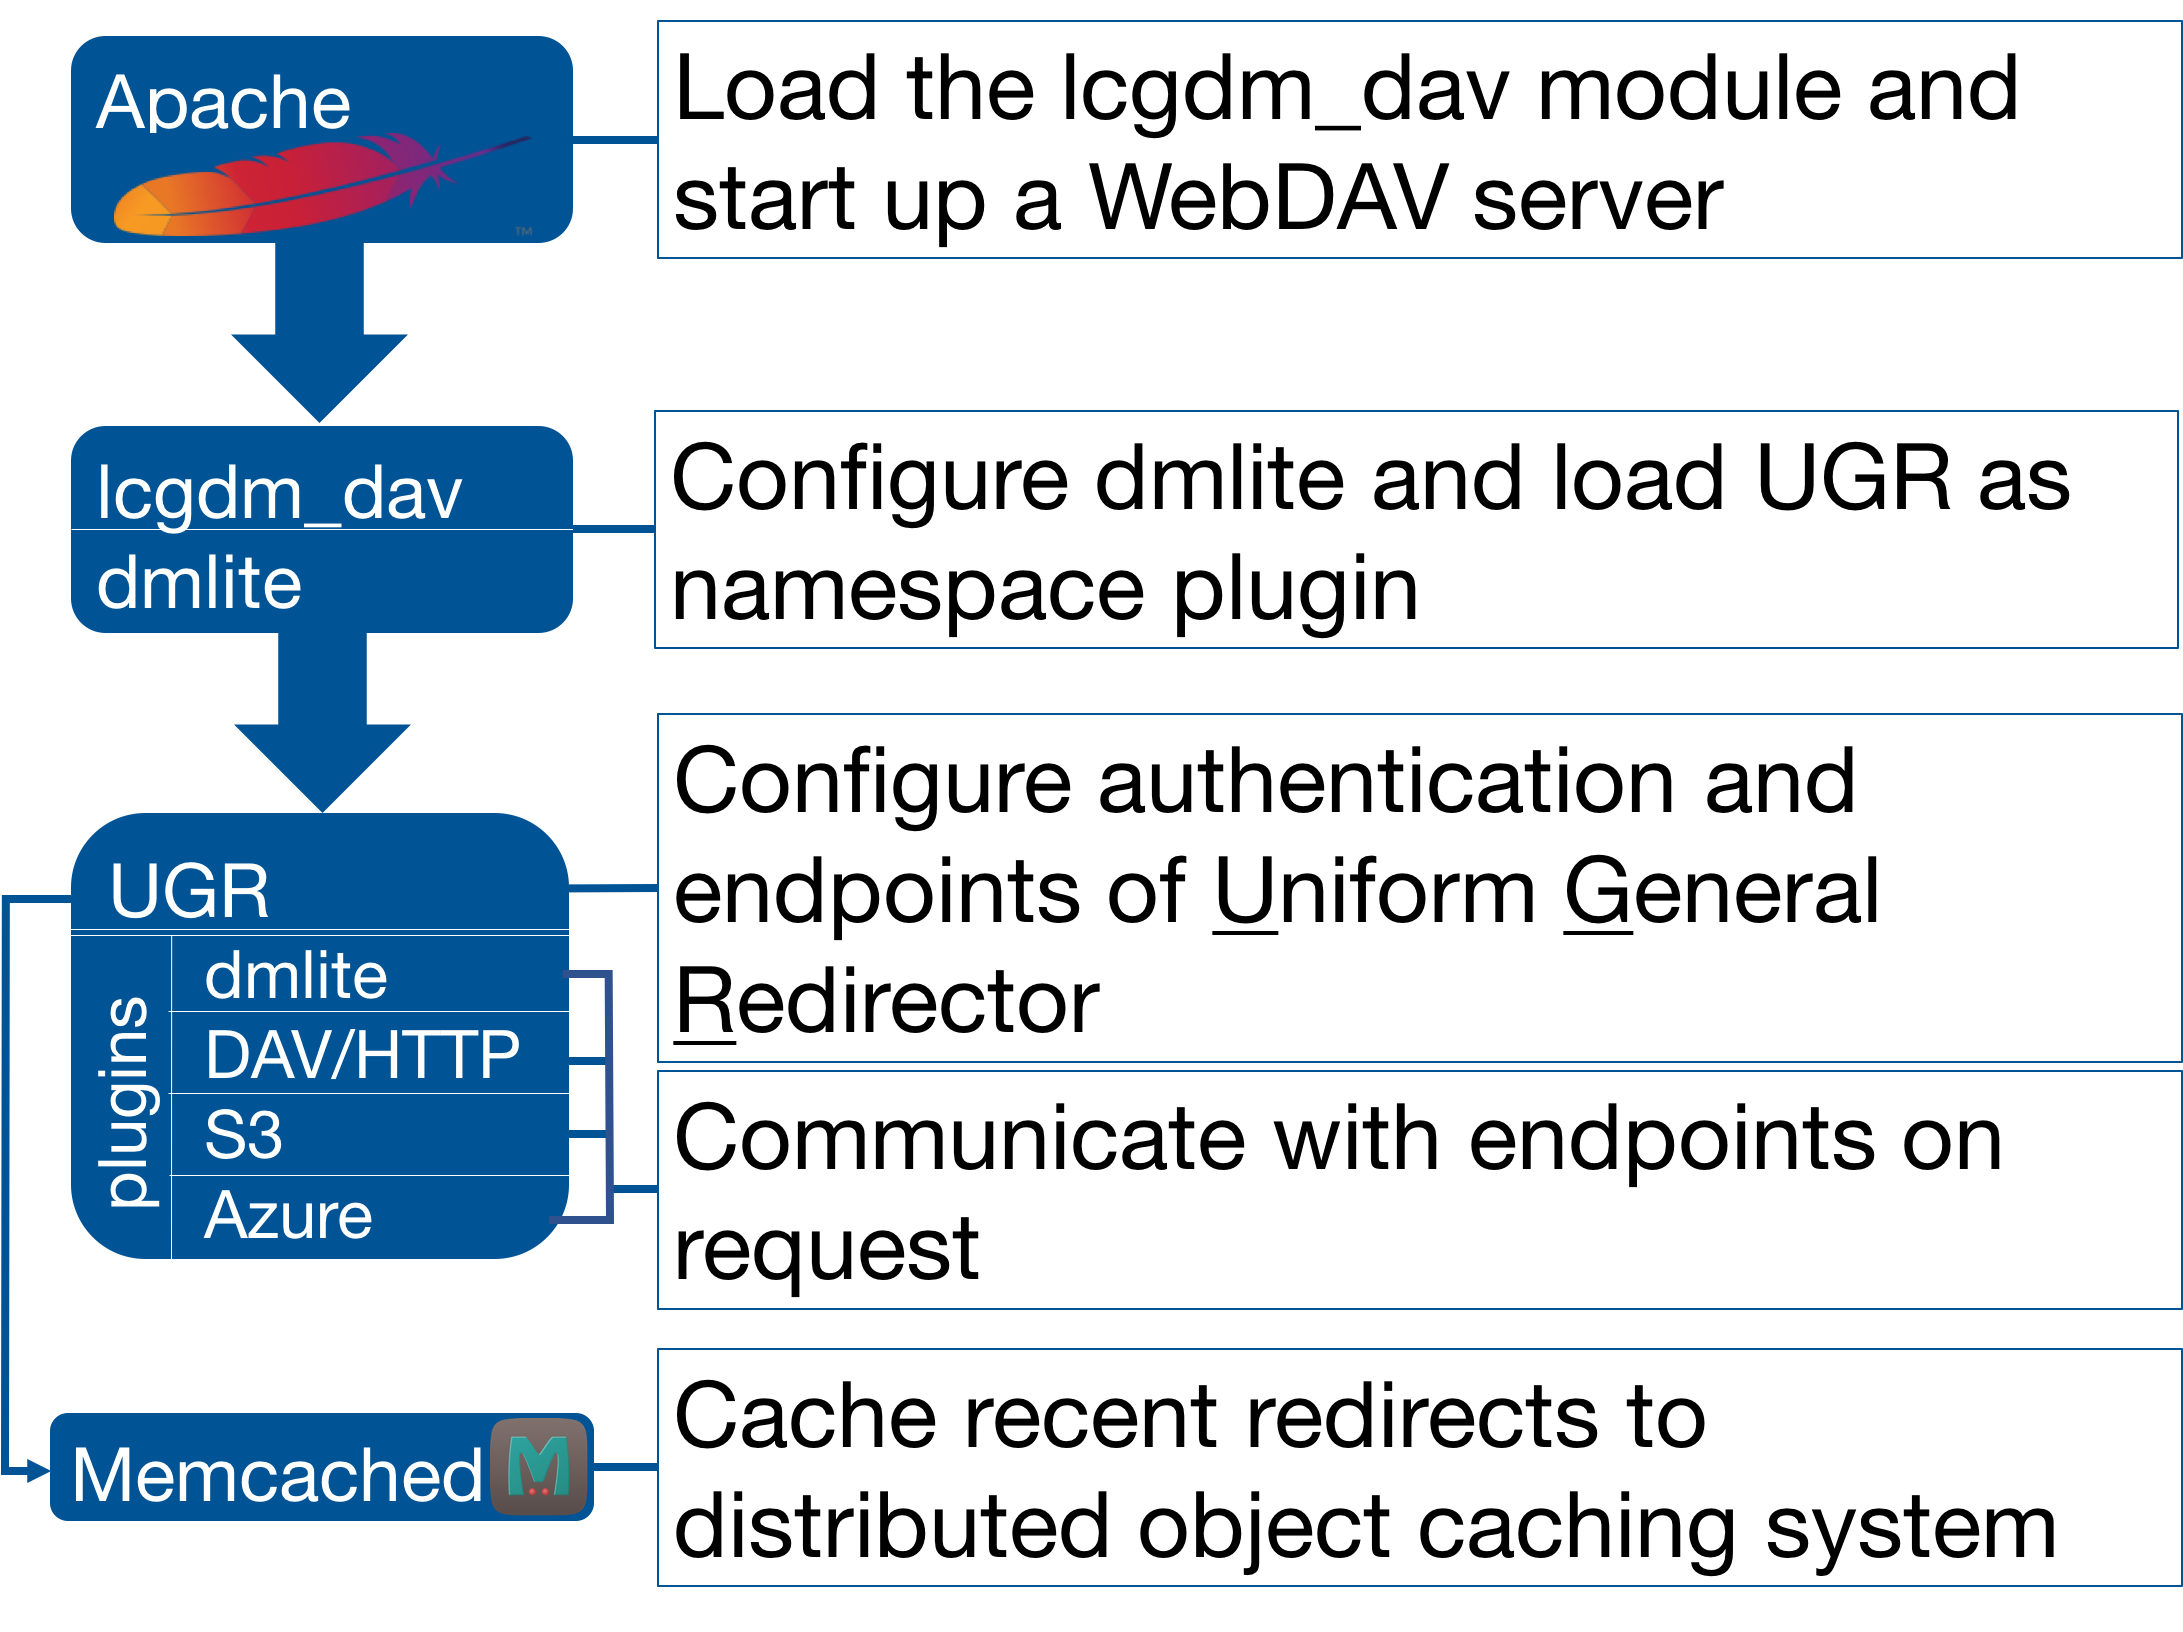 Apache
™
Load the lcgdm_dav module and
start up a WebDAV server
lcgdm_dav
dmlite
Configure dmlite and load UGR as
namespace plugin
UGR
plugins
dmlite
DAV/HTTP
S3
Azure
Configure authentication and
endpoints of Uniform General
Redirector
Communicate with endpoints on
request
Memcached
M
Cache recent redirects to
distributed object caching system